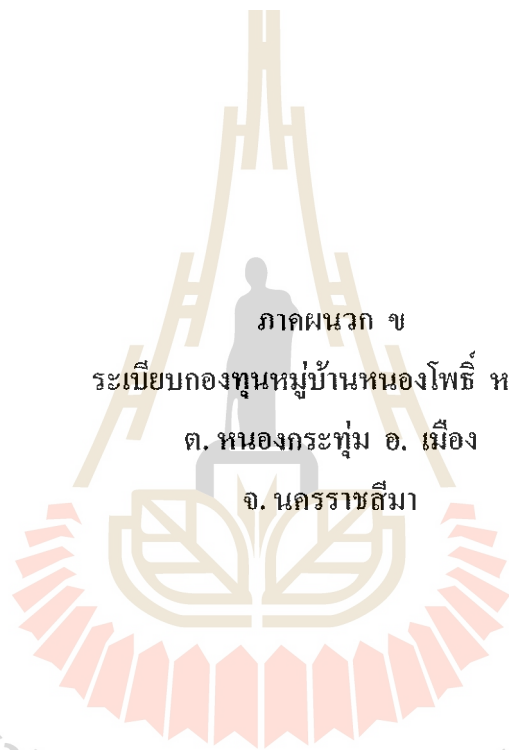 ภาคผนวก ข
ระเบียบกองทุนหมู่บ้านหนองโพธิ์ ห
ต. หนองกระทุ่ม อ. เมือง
จ. นครราชสีมา